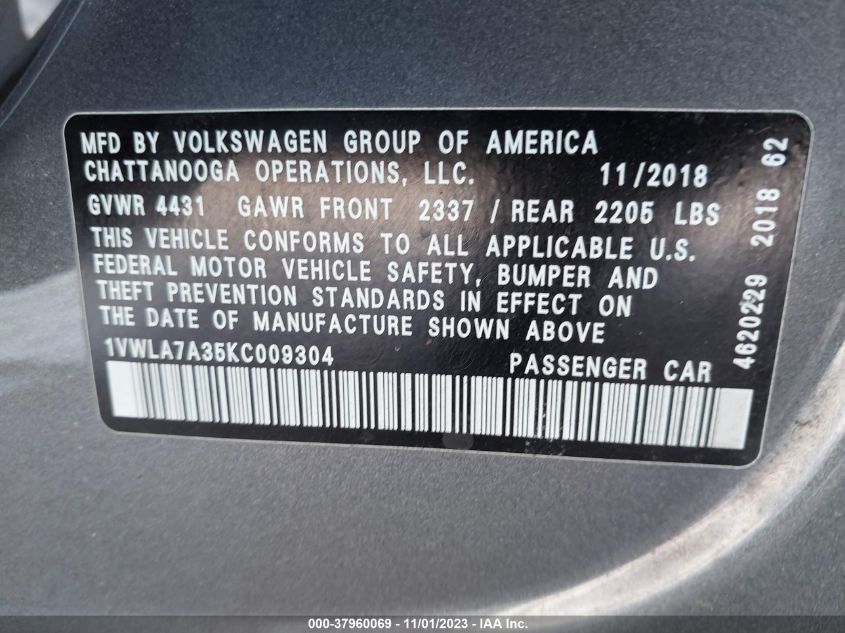 MFD BY VOLKSWAGEN GROUP OF AMERICA
CHATTANOOGA OPERATIONS, LLC. 11/2018
GVWR 4431 GAWR FRONT 2337 / REAR 2205 LBS
THIS VEHICLE CONFORMS TO ALL APPLICABLE U.S.
FEDERAL MOTOR VEHICLE SAFETY, BUMPER AND
THEFT PREVENTION STANDARDS IN EFFECT ON
THE DATE OF MANUFACTURE SHOWN ABOVE
1VWLA7A35KC009304 PASSENGER CAR
4620229 2018 62
000-37960069 - 11/01/2023 - IAA Inc.